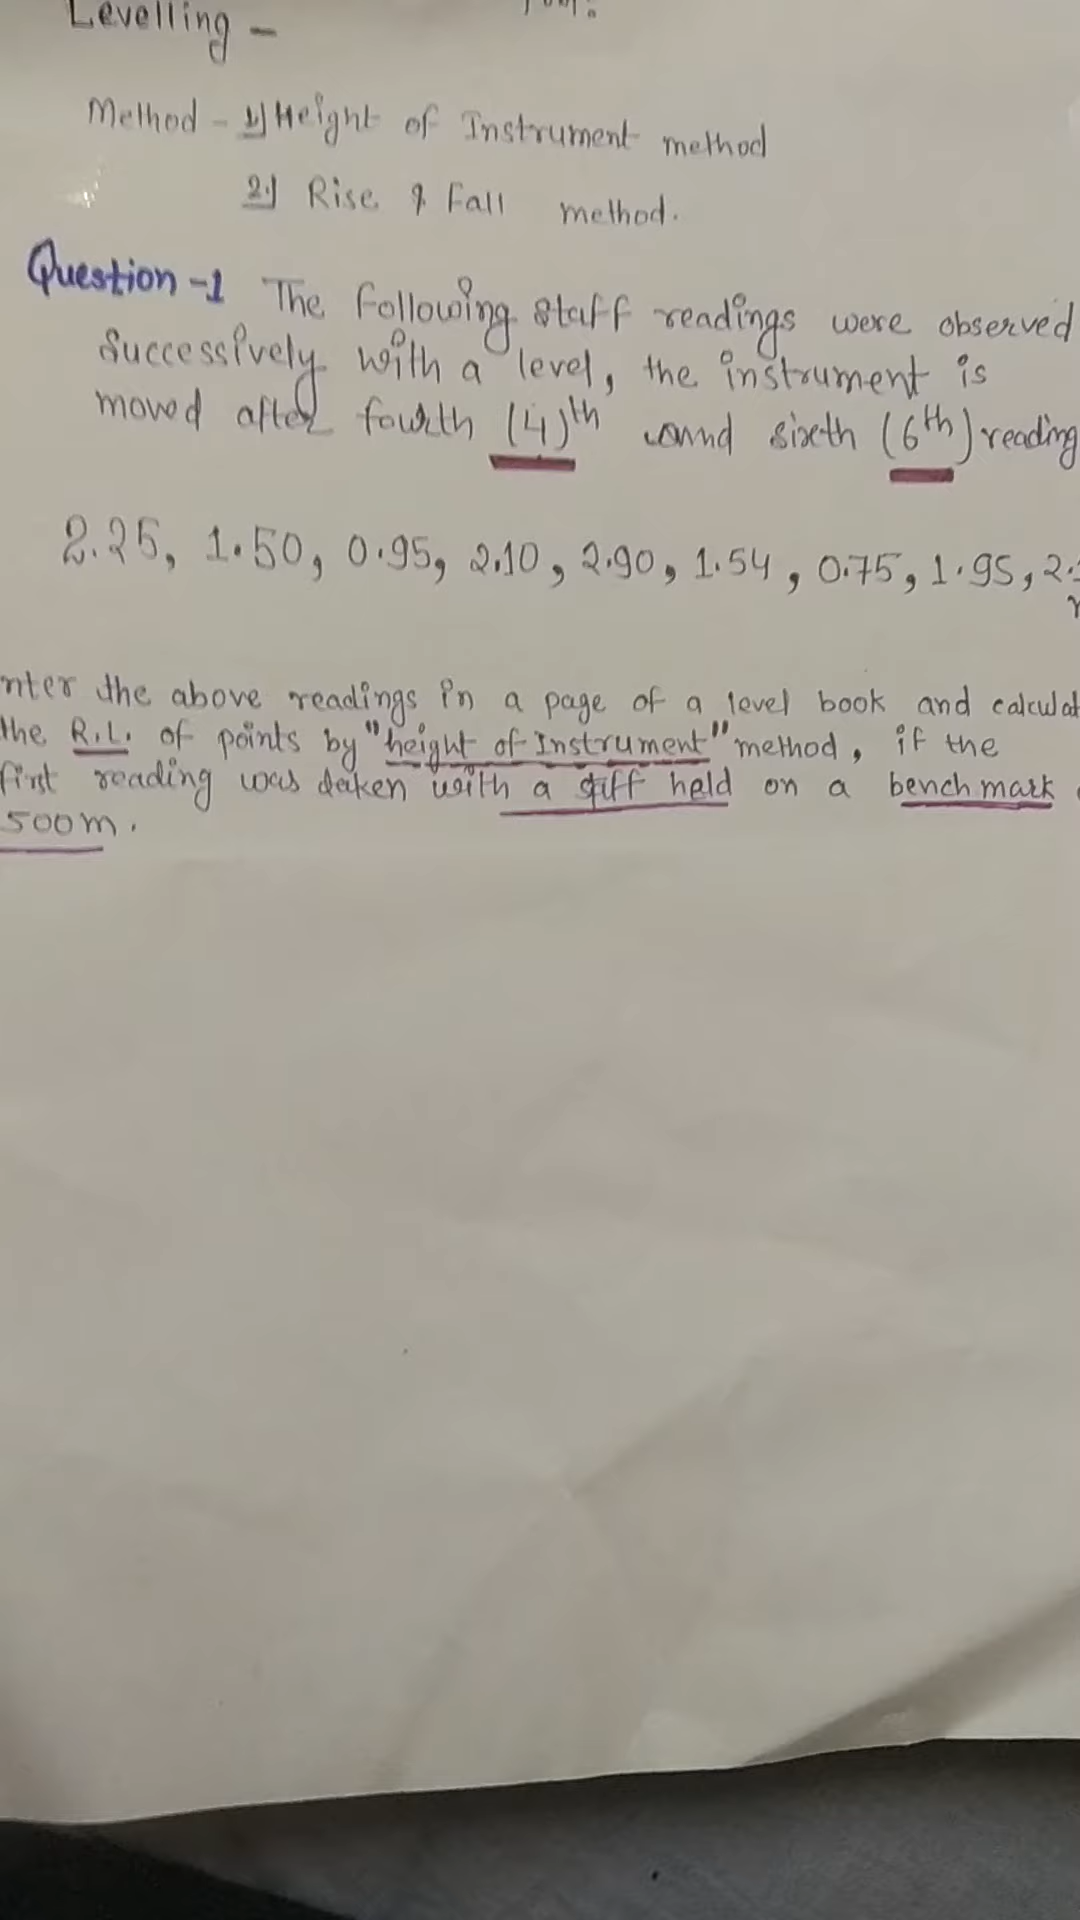 Levelling -
Method - 1) Height of Instrument method
2) Rise & Fall method.
Question -1 The following staff readings were observed
successively with a level, the instrument is
moved after fourth (4)th and sixth (6th) reading
2.25, 1.50, 0.95, 2.10, 2.90, 1.54, 0.75, 1.95, 2.
nter the above readings in a page of a level book and calculat
the R.L. of points by "height of Instrument" method, if the
first reading was taken with a stiff held on a bench mark
500m.